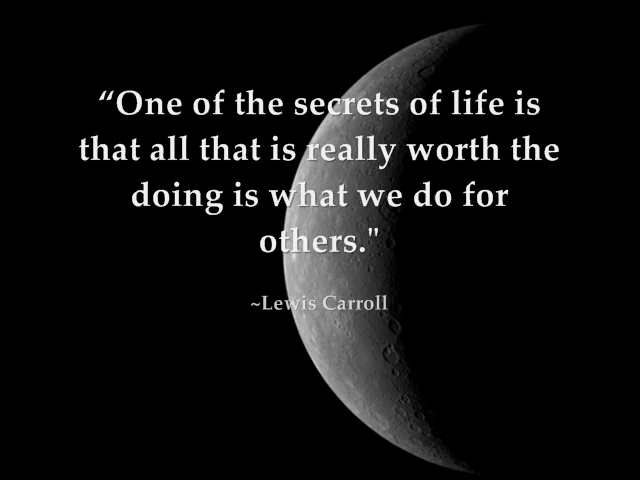 “One of the secrets of life is
that all that is really worth the
doing is what we do for
others."
~Lewis Carroll